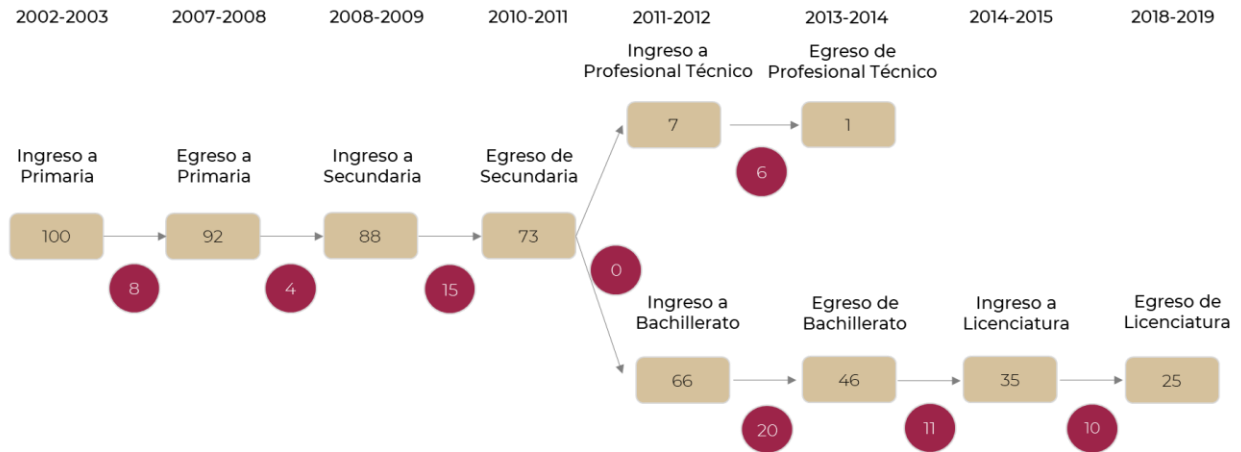 2002-2003 2007-2008 2008-2009 2010-2011 2011-2012 2013-2014 2014-2015 2018-2019
Ingreso a
Profesional Técnico
Egreso de
Profesional Técnico
7
1
6
Ingreso a
Primaria
Egreso a
Primaria
Ingreso a
Secundaria
Egreso de
Secundaria
100
92
88
73
8
4
15
0
Ingreso a
Bachillerato
Egreso de
Bachillerato
Ingreso a
Licenciatura
Egreso de
Licenciatura
66
46
35
25
20
11
10